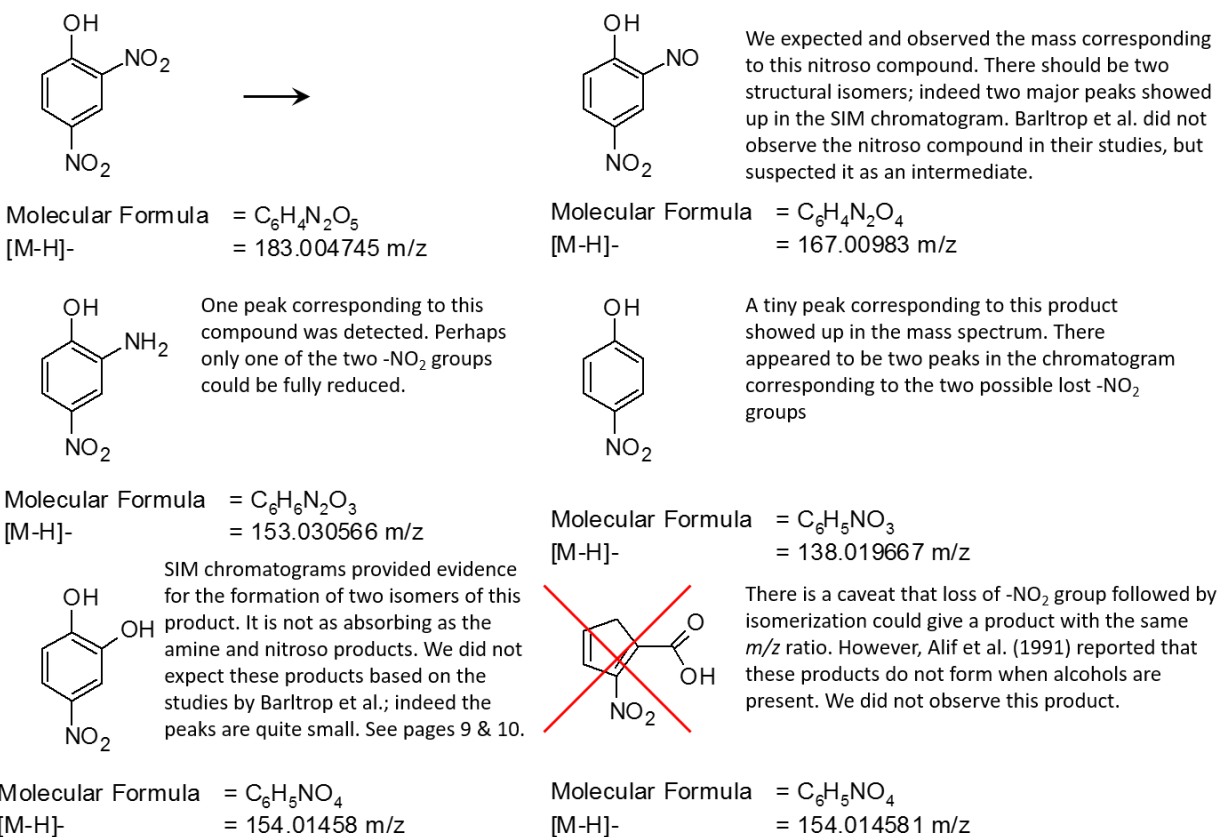 OH
NO₂
NO₂
Molecular Formula = C₆H₄N₂O₅
[M-H]- = 183.004745 m/z
OH
NO
NO₂
We expected and observed the mass corresponding
to this nitroso compound. There should be two
structural isomers; indeed two major peaks showed
up in the SIM chromatogram. Barltrop et al. did not
observe the nitroso compound in their studies, but
suspected it as an intermediate.
Molecular Formula = C₆H₄N₂O₄
[M-H]- = 167.00983 m/z
OH
NH₂
NO₂
One peak corresponding to this
compound was detected. Perhaps
only one of the two -NO₂ groups
could be fully reduced.
Molecular Formula = C₆H₆N₂O₃
[M-H]- = 153.030566 m/z
OH
NO₂
A tiny peak corresponding to this product
showed up in the mass spectrum. There
appeared to be two peaks in the chromatogram
corresponding to the two possible lost -NO₂
groups
Molecular Formula = C₆H₅NO₃
[M-H]- = 138.019667 m/z
OH
OH
NO₂
SIM chromatograms provided evidence
for the formation of two isomers of this
product. It is not as absorbing as the
amine and nitroso products. We did not
expect these products based on the
studies by Barltrop et al.; indeed the
peaks are quite small. See pages 9 & 10.
Molecular Formula = C₆H₅NO₄
[M-H]- = 154.01458 m/z
O
OH
NO₂
There is a caveat that loss of -NO₂ group followed by
isomerization could give a product with the same
m/z ratio. However, Alif et al. (1991) reported that
these products do not form when alcohols are
present. We did not observe this product.
Molecular Formula = C₆H₅NO₄
[M-H]- = 154.014581 m/z